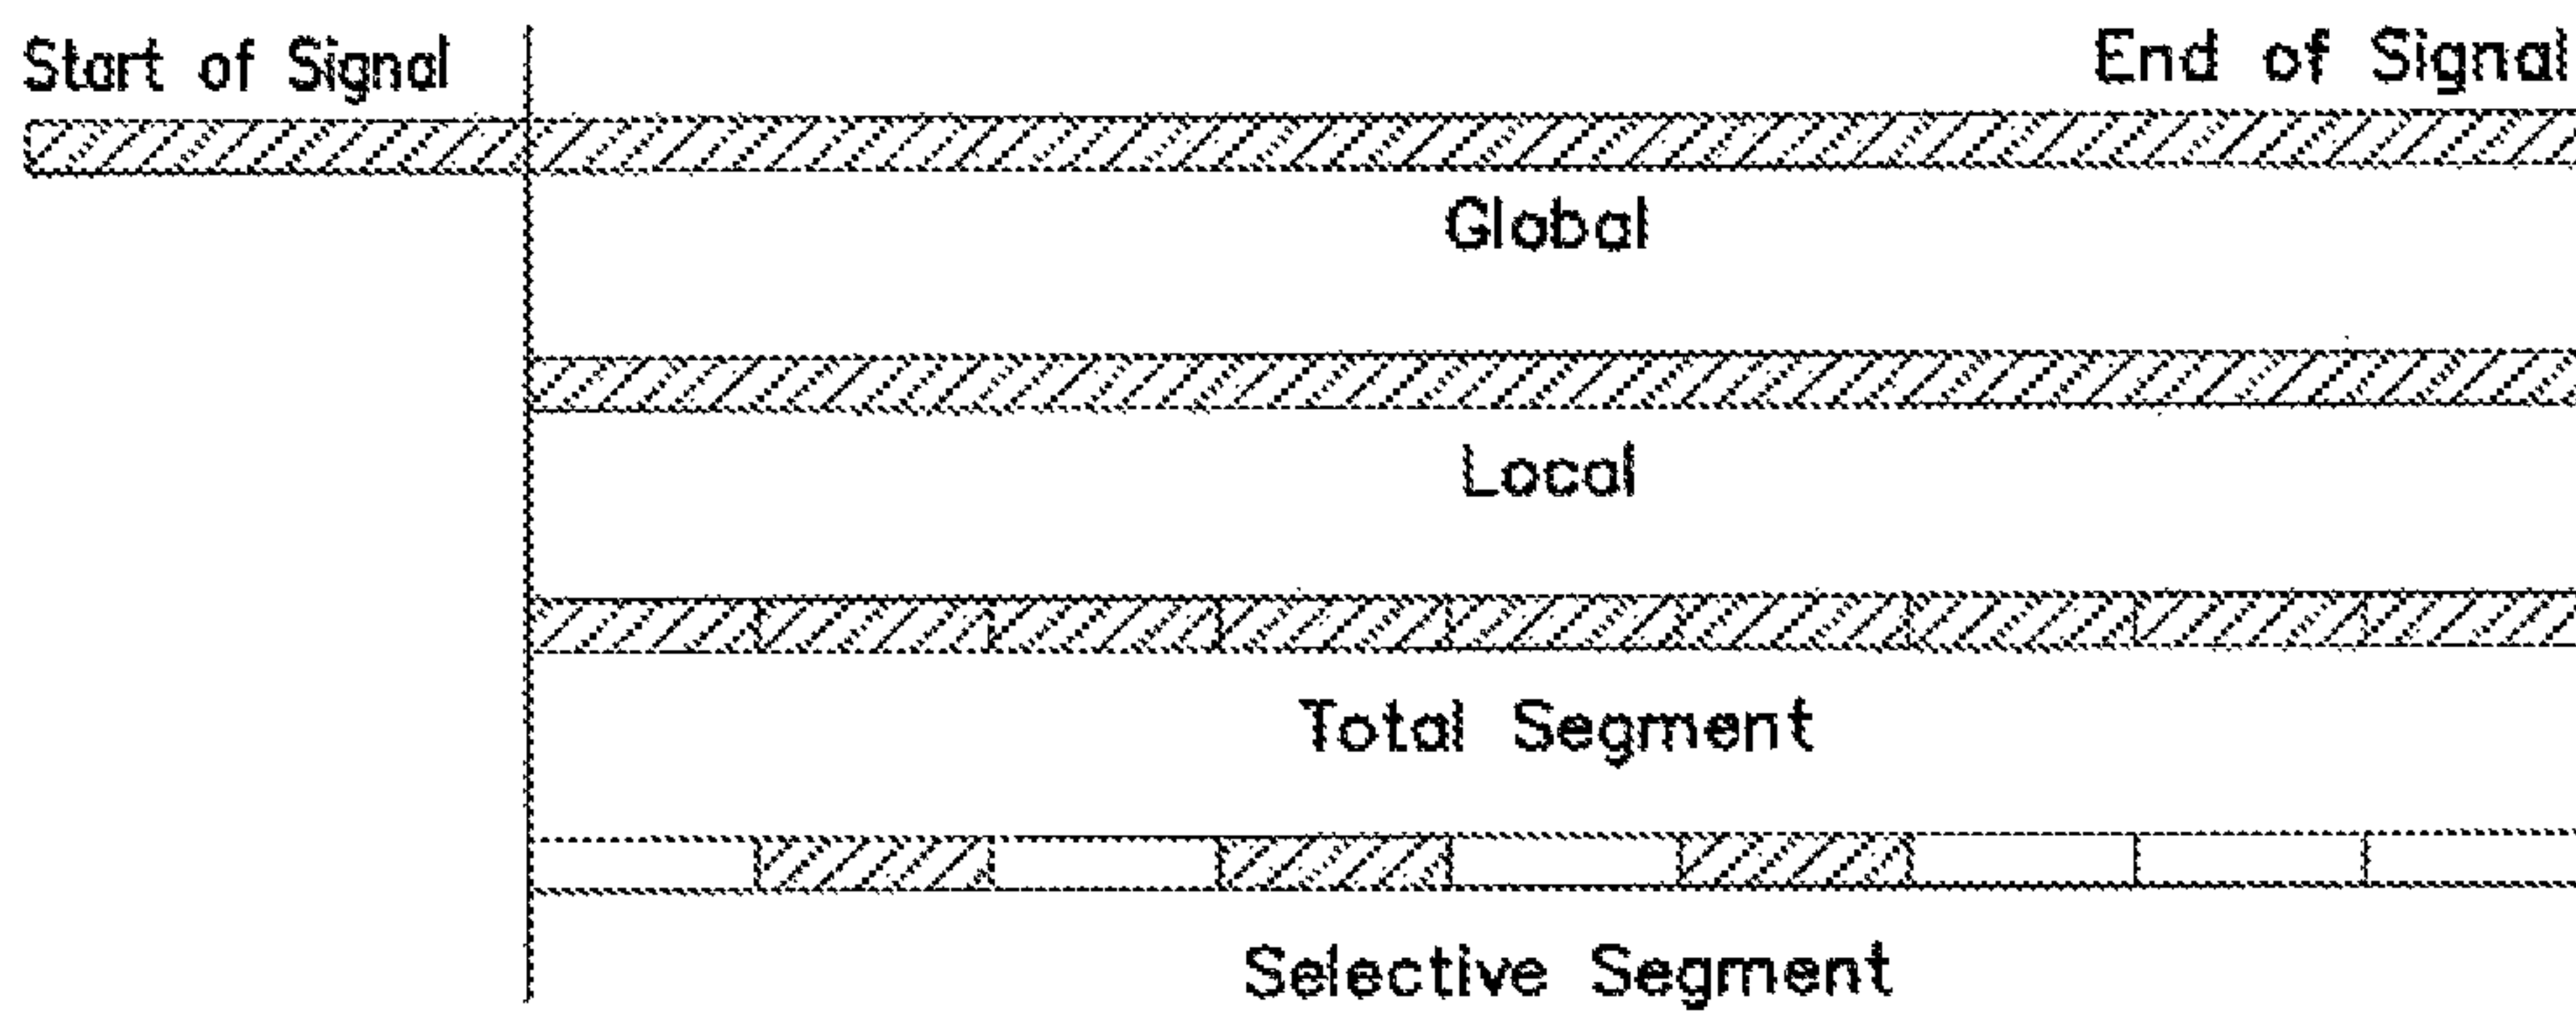 Start of Signal
End of Signal
Global
Local
Total Segment
Selective Segment